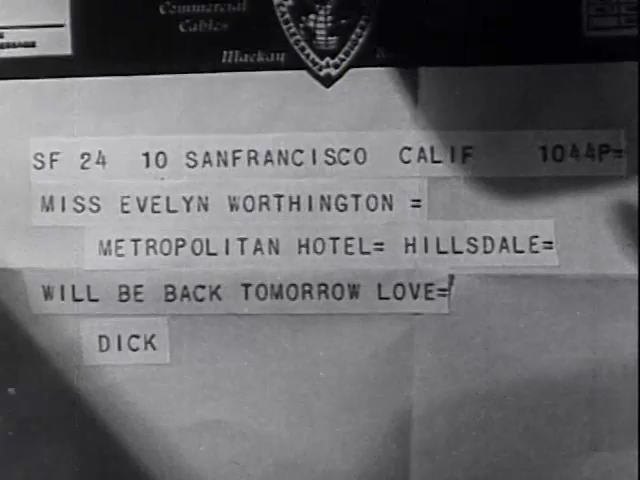 Commercial
Cables
Mackay
SF 24 10 SANFRANCISCO CALIF 1044P=
MISS EVELYN WORTHINGTON =
METROPOLITAN HOTEL= HILLSDALE=
WILL BE BACK TOMORROW LOVE=
DICK